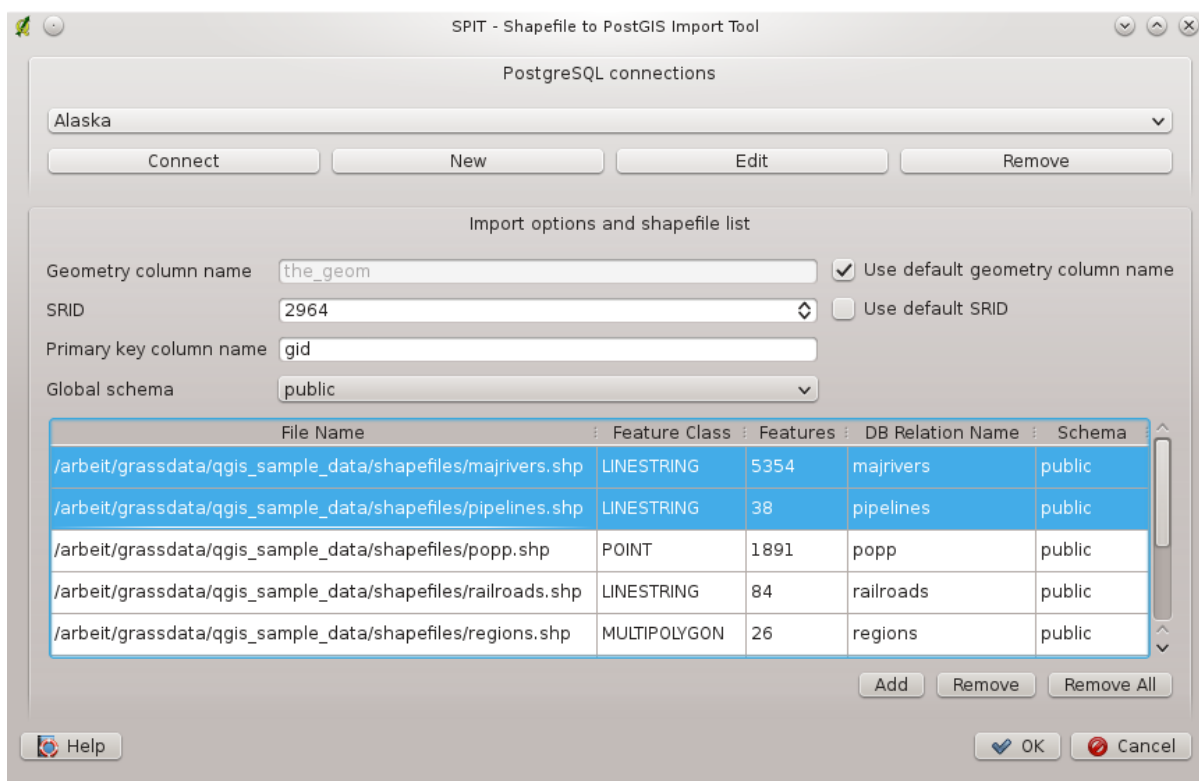 SPIT - Shapefile to PostGIS Import Tool
PostgreSQL connections
Alaska
Connect New Edit Remove
Import options and shapefile list
Geometry column name the_geom Use default geometry column name
SRID 2964 Use default SRID
Primary key column name gid
Global schema public
File Name Feature Class Features DB Relation Name Schema
/arbeit/grassdata/qgis_sample_data/shapefiles/majrivers.shp LINESTRING 5354 majrivers public
/arbeit/grassdata/qgis_sample_data/shapefiles/pipelines.shp LINESTRING 38 pipelines public
/arbeit/grassdata/qgis_sample_data/shapefiles/popp.shp POINT 1891 popp public
/arbeit/grassdata/qgis_sample_data/shapefiles/railroads.shp LINESTRING 84 railroads public
/arbeit/grassdata/qgis_sample_data/shapefiles/regions.shp MULTIPOLYGON 26 regions public
Add Remove Remove All
Help OK Cancel